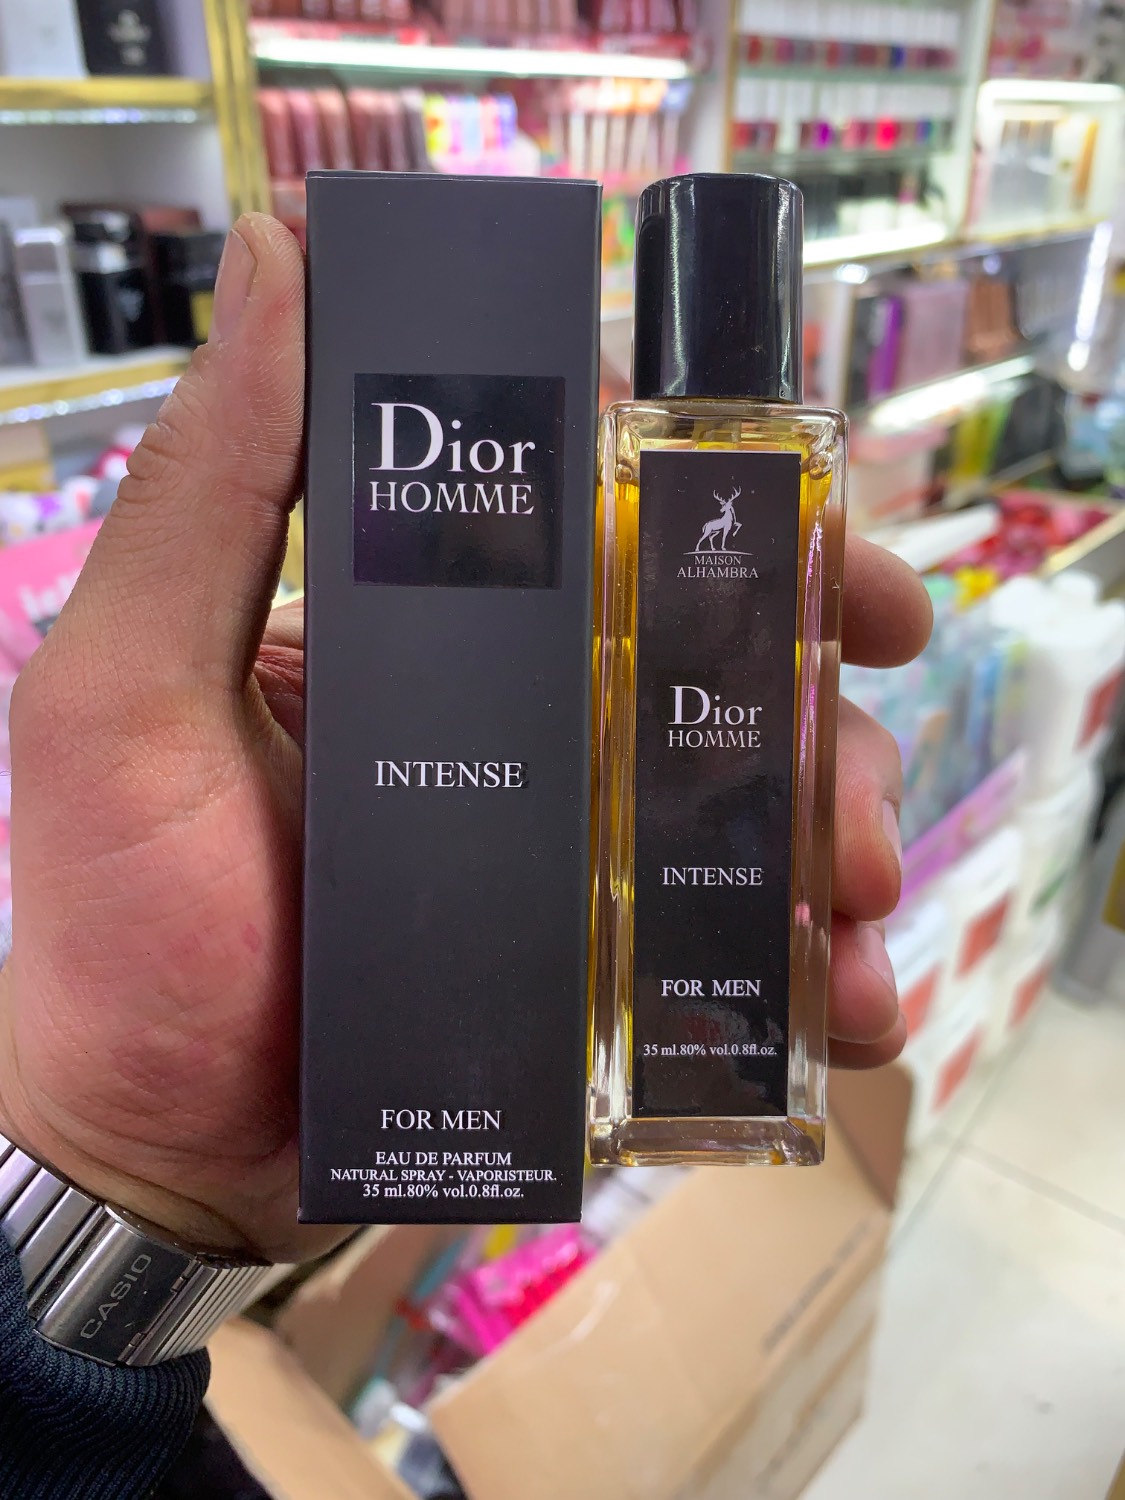 Dior
HOMME
INTENSE
FOR MEN
EAU DE PARFUM
NATURAL SPRAY - VAPORISTEUR.
35 ml.80% vol.0.8fl.oz.
MAISON
ALHAMBRA
Dior
HOMME
INTENSE
FOR MEN
35 ml.80% vol.0.8fl.oz.
CASIO